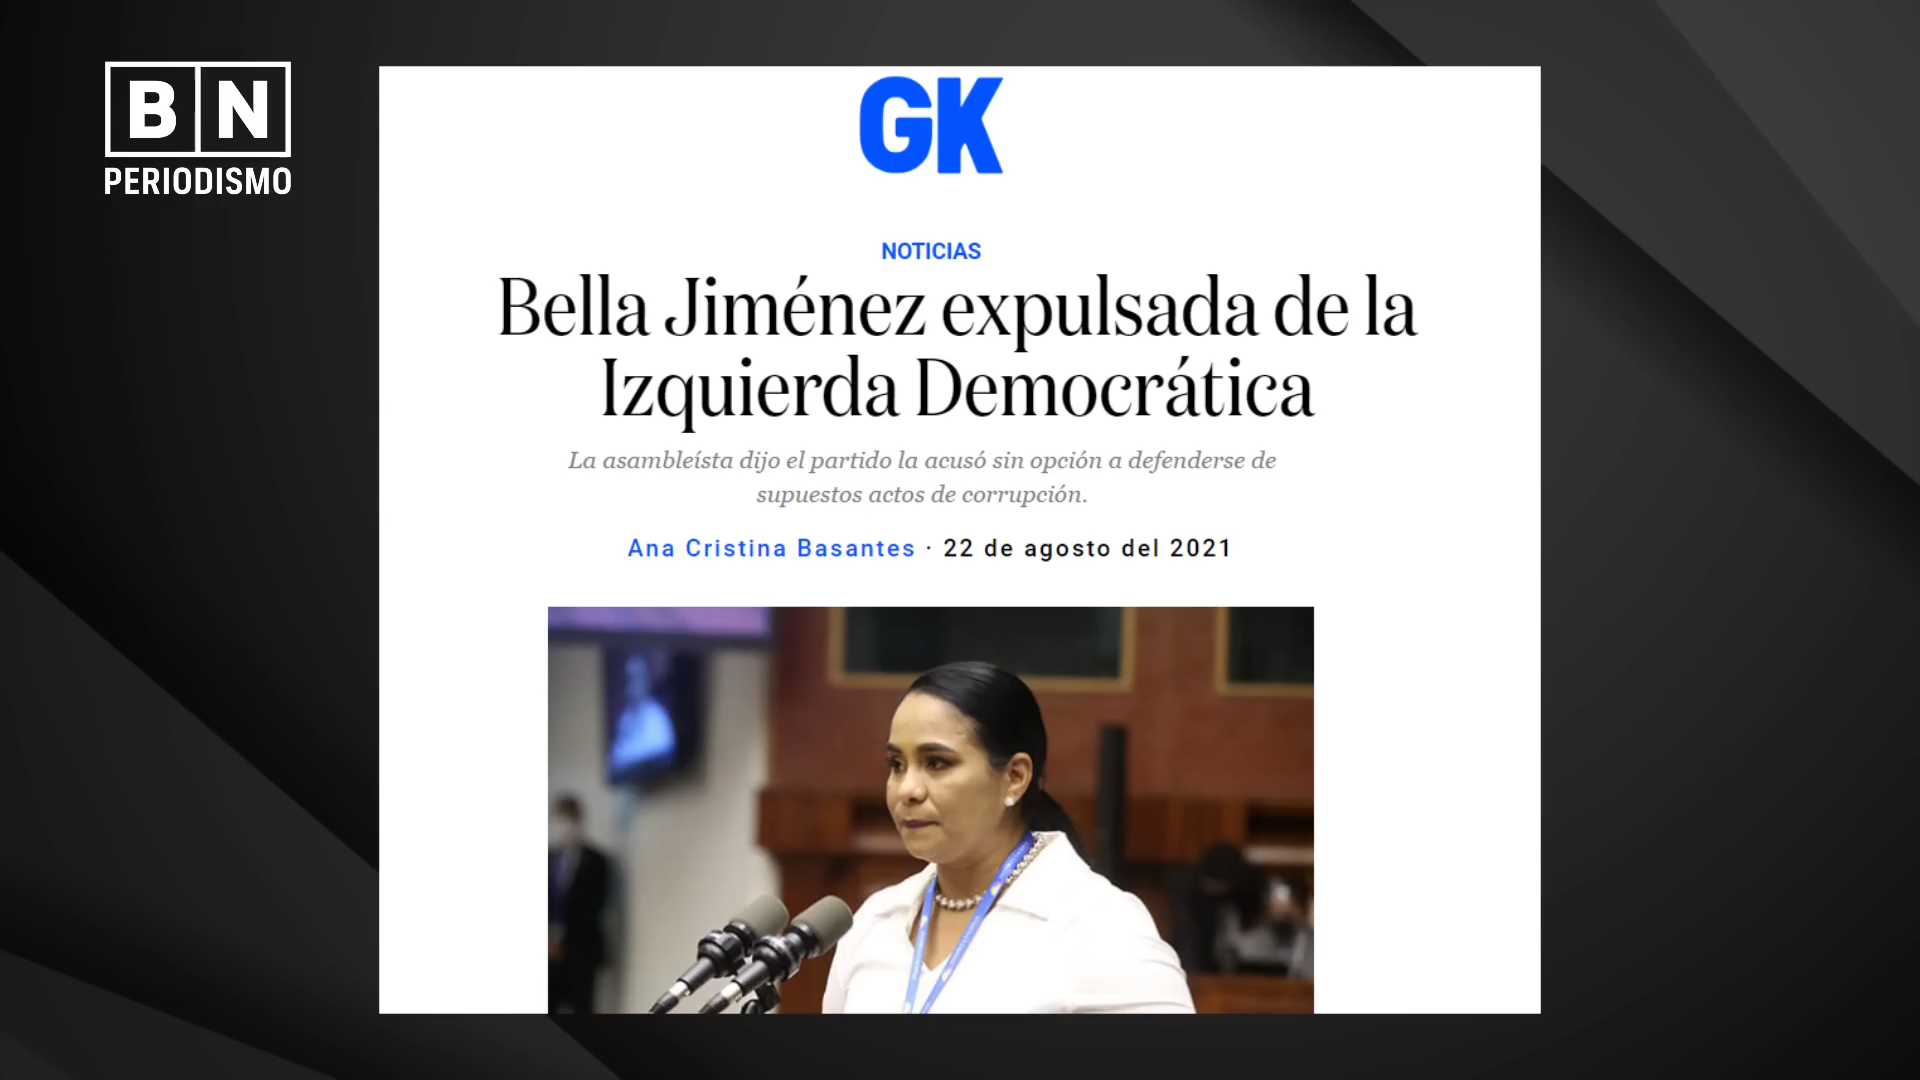 BN
PERIODISMO
GK
NOTICIAS
Bella Jiménez expulsada de la
Izquierda Democrática
La asambleísta dijo el partido la acusó sin opción a defenderse de
supuestos actos de corrupción.
Ana Cristina Basantes · 22 de agosto del 2021